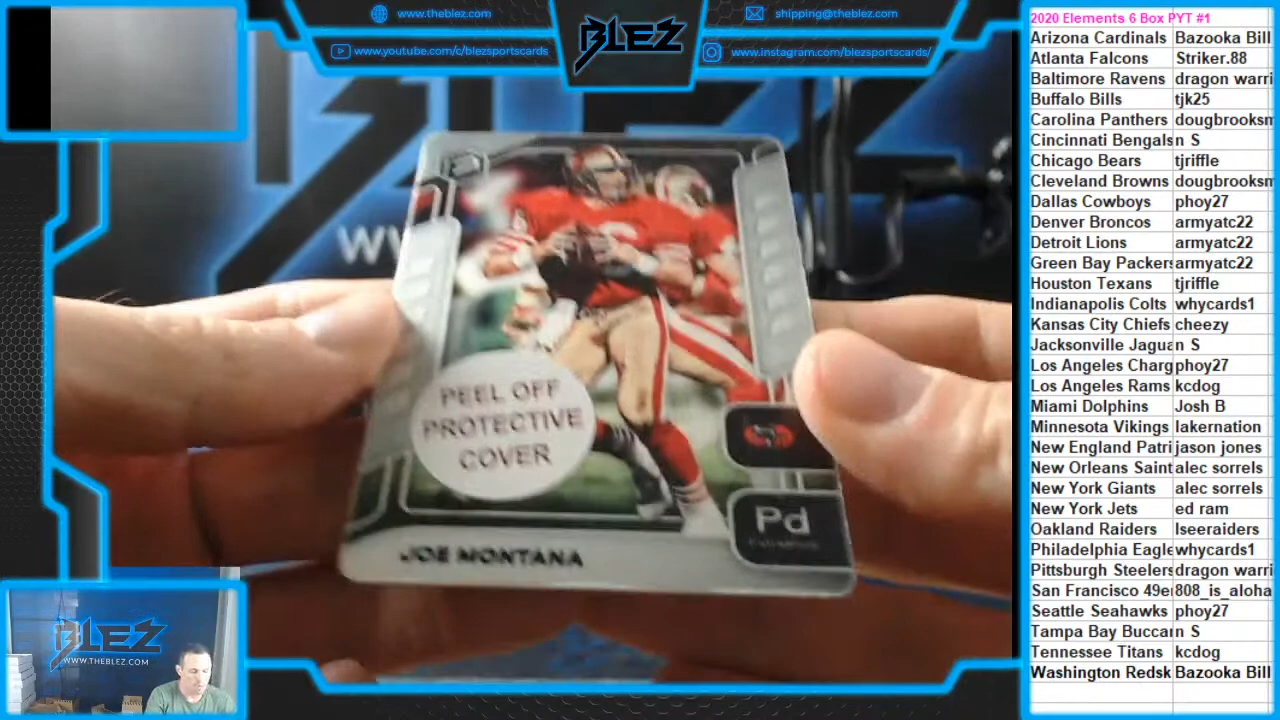 www.theblez.com
www.youtube.com/c/blezsportscards
BLEZ
shipping@theblez.com
www.instagram.com/blezsportscards/
PEEL OFF
PROTECTIVE
COVER
Pd
JOE MONTANA
BLEZ
WWW.THEBLEZ.COM
2020 Elements 6 Box PYT #1
Arizona Cardinals Bazooka Bill
Atlanta Falcons Striker.88
Baltimore Ravens dragon warri
Buffalo Bills tjk25
Carolina Panthers dougbrooksm
Cincinnati Bengals n S
Chicago Bears tjriffle
Cleveland Browns dougbrooksm
Dallas Cowboys phoy27
Denver Broncos armyatc22
Detroit Lions armyatc22
Green Bay Packers armyatc22
Houston Texans tjriffle
Indianapolis Colts whycards1
Kansas City Chiefs cheezy
Jacksonville Jagua n S
Los Angeles Charg phoy27
Los Angeles Rams kcdog
Miami Dolphins Josh B
Minnesota Vikings lakernation
New England Patri jason jones
New Orleans Saint alec sorrels
New York Giants alec sorrels
New York Jets ed ram
Oakland Raiders lseeraiders
Philadelphia Eagle whycards1
Pittsburgh Steelers dragon warri
San Francisco 49e 808_is_aloha
Seattle Seahawks phoy27
Tampa Bay Buccan n S
Tennessee Titans kcdog
Washington Redsk Bazooka Bill